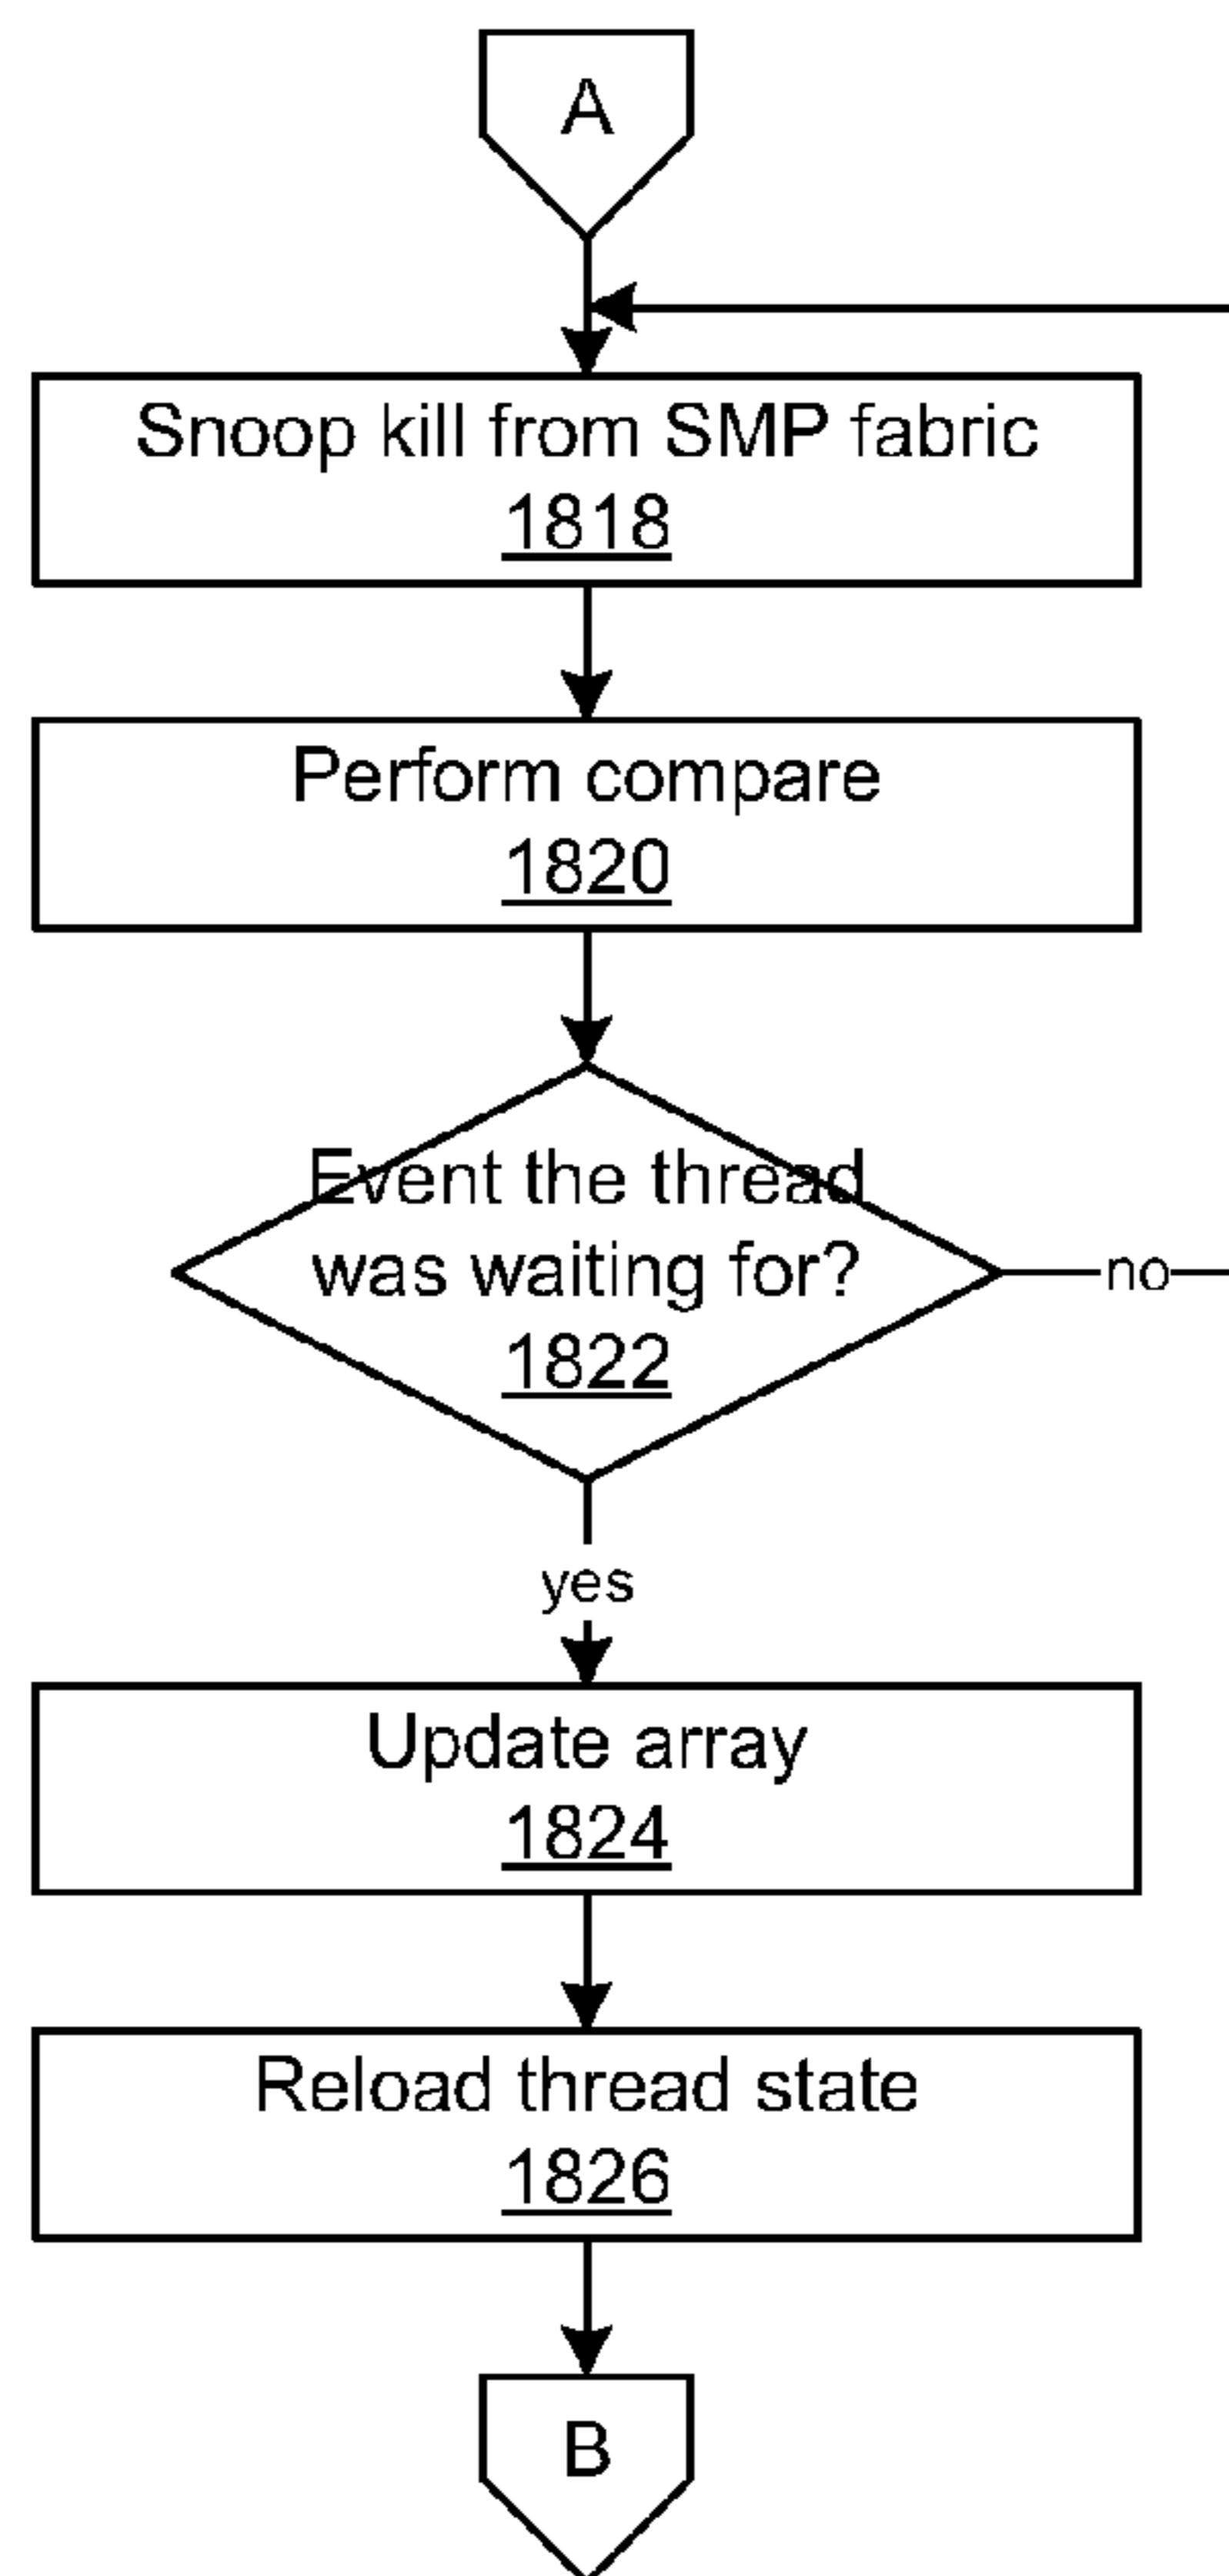 A
Snoop kill from SMP fabric
1818
Perform compare
1820
Event the thread
was waiting for?
1822
no
yes
Update array
1824
Reload thread state
1826
B